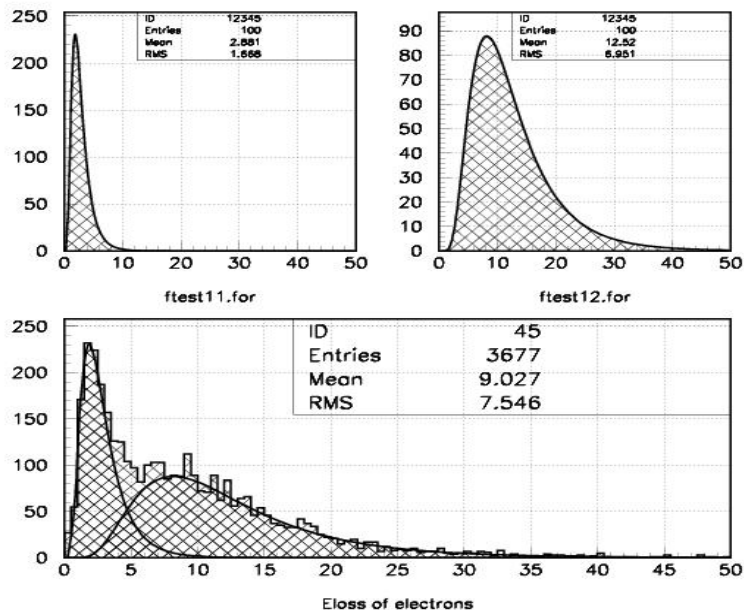 ID 12345
Entries 100
Mean 2.881
RMS 1.668
250
200
150
100
50
0
0 10 20 30 40 50
ftest11.for
ID 12345
Entries 100
Mean 12.52
RMS 6.951
90
80
70
60
50
40
30
20
10
0
0 10 20 30 40 50
ftest12.for
ID 45
Entries 3677
Mean 9.027
RMS 7.546
250
200
150
100
50
0
0 5 10 15 20 25 30 35 40 45 50
Eloss of electrons